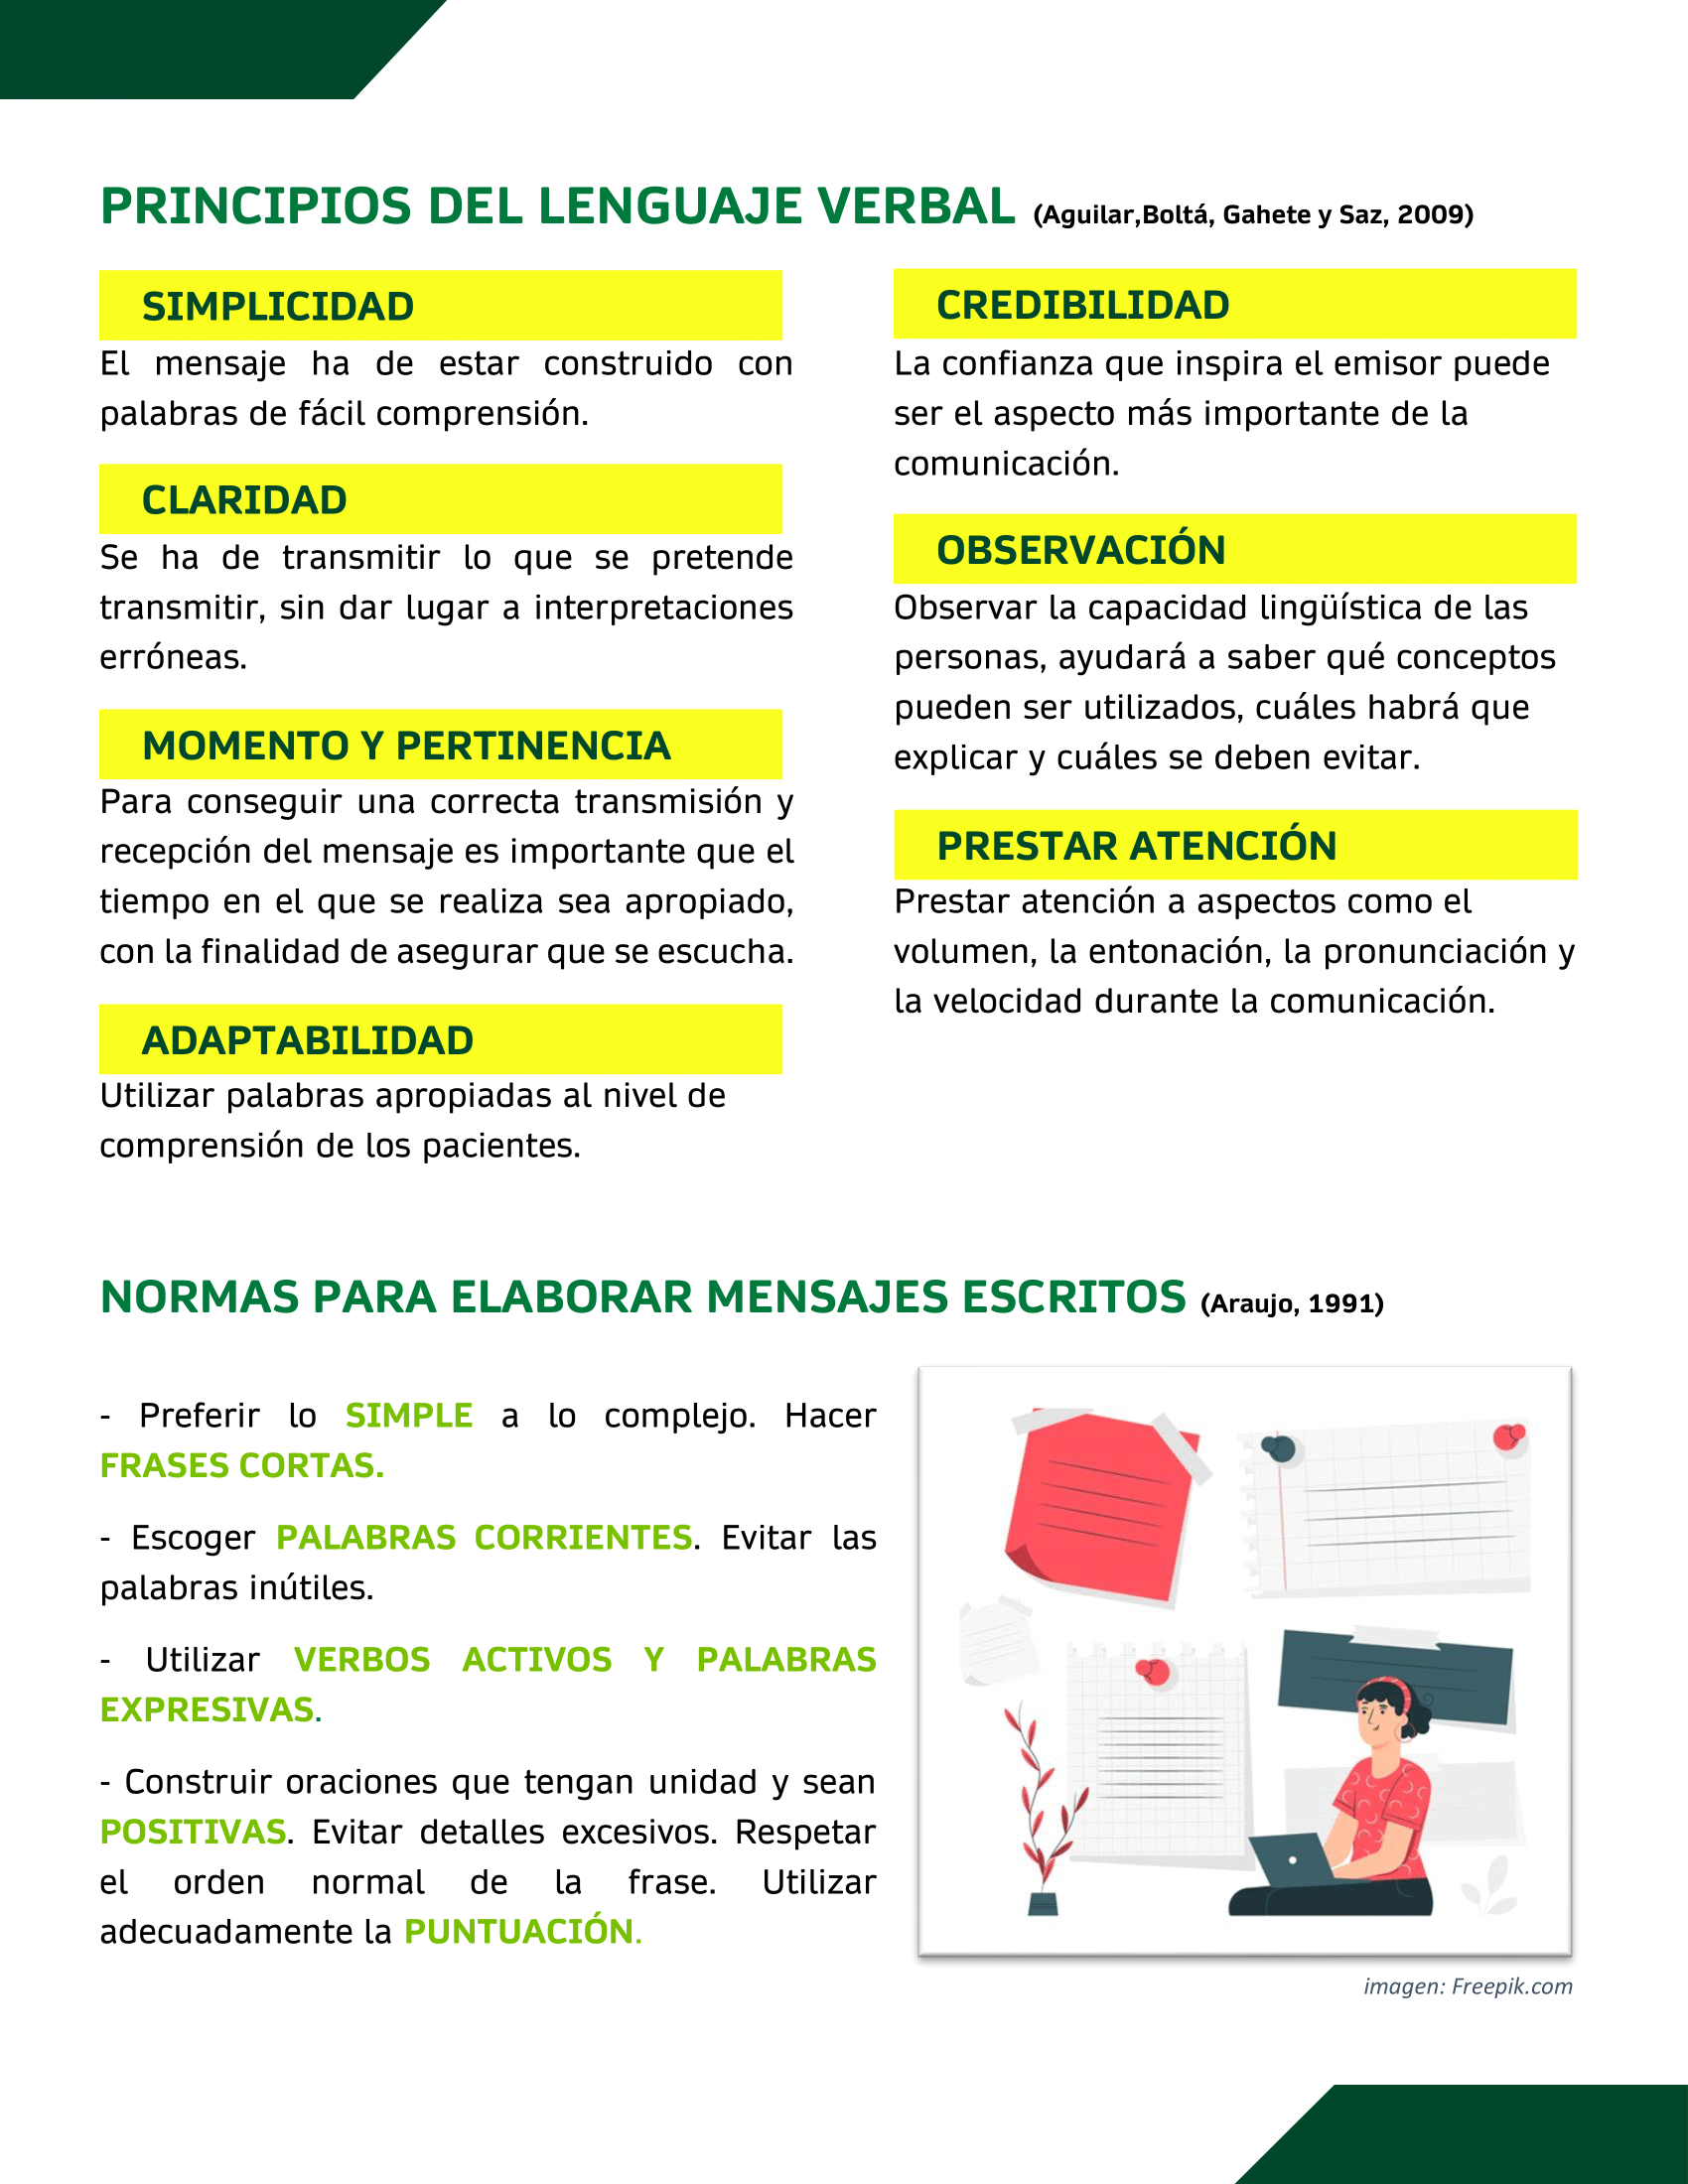 PRINCIPIOS DEL LENGUAJE VERBAL (Aguilar,Boltá, Gahete y Saz, 2009)
SIMPLICIDAD
El mensaje ha de estar construido con
palabras de fácil comprensión.
CLARIDAD
Se ha de transmitir lo que se pretende
transmitir, sin dar lugar a interpretaciones
erróneas.
MOMENTO Y PERTINENCIA
Para conseguir una correcta transmisión y
recepción del mensaje es importante que el
tiempo en el que se realiza sea apropiado,
con la finalidad de asegurar que se escucha.
ADAPTABILIDAD
Utilizar palabras apropiadas al nivel de
comprensión de los pacientes.
CREDIBILIDAD
La confianza que inspira el emisor puede
ser el aspecto más importante de la
comunicación.
OBSERVACIÓN
Observar la capacidad lingüística de las
personas, ayudará a saber qué conceptos
pueden ser utilizados, cuáles habrá que
explicar y cuáles se deben evitar.
PRESTAR ATENCIÓN
Prestar atención a aspectos como el
volumen, la entonación, la pronunciación y
la velocidad durante la comunicación.
NORMAS PARA ELABORAR MENSAJES ESCRITOS (Araujo, 1991)
- Preferir lo SIMPLE a lo complejo. Hacer
FRASES CORTAS.
- Escoger PALABRAS CORRIENTES. Evitar las
palabras inútiles.
- Utilizar VERBOS ACTIVOS Y PALABRAS
EXPRESIVAS.
- Construir oraciones que tengan unidad y sean
POSITIVAS. Evitar detalles excesivos. Respetar
el orden normal de la frase. Utilizar
adecuadamente la PUNTUACIÓN.
imagen: Freepik.com